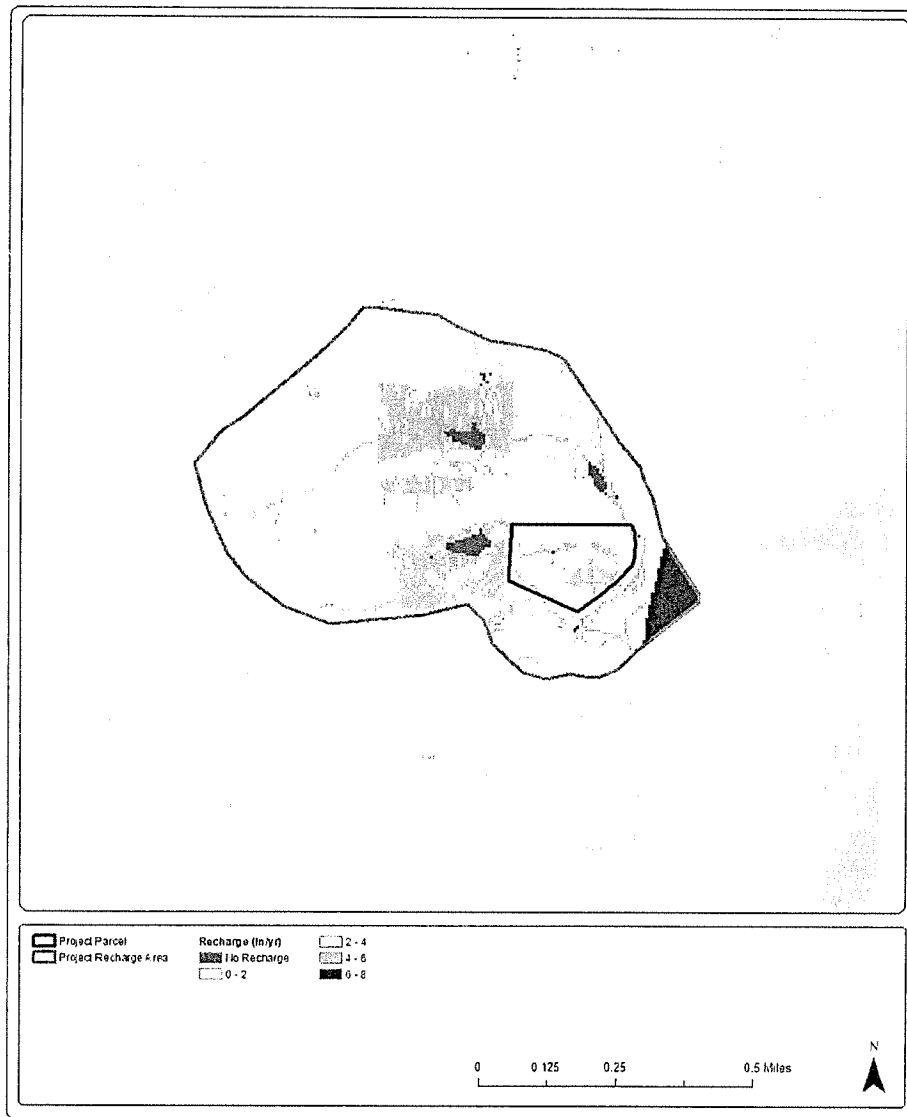 Project Parcel
Project Recharge Area
Recharge (In/yr)
No Recharge
0 - 2
2 - 4
4 - 6
6 - 8
0 0 125 0.25 0.5 Miles
N